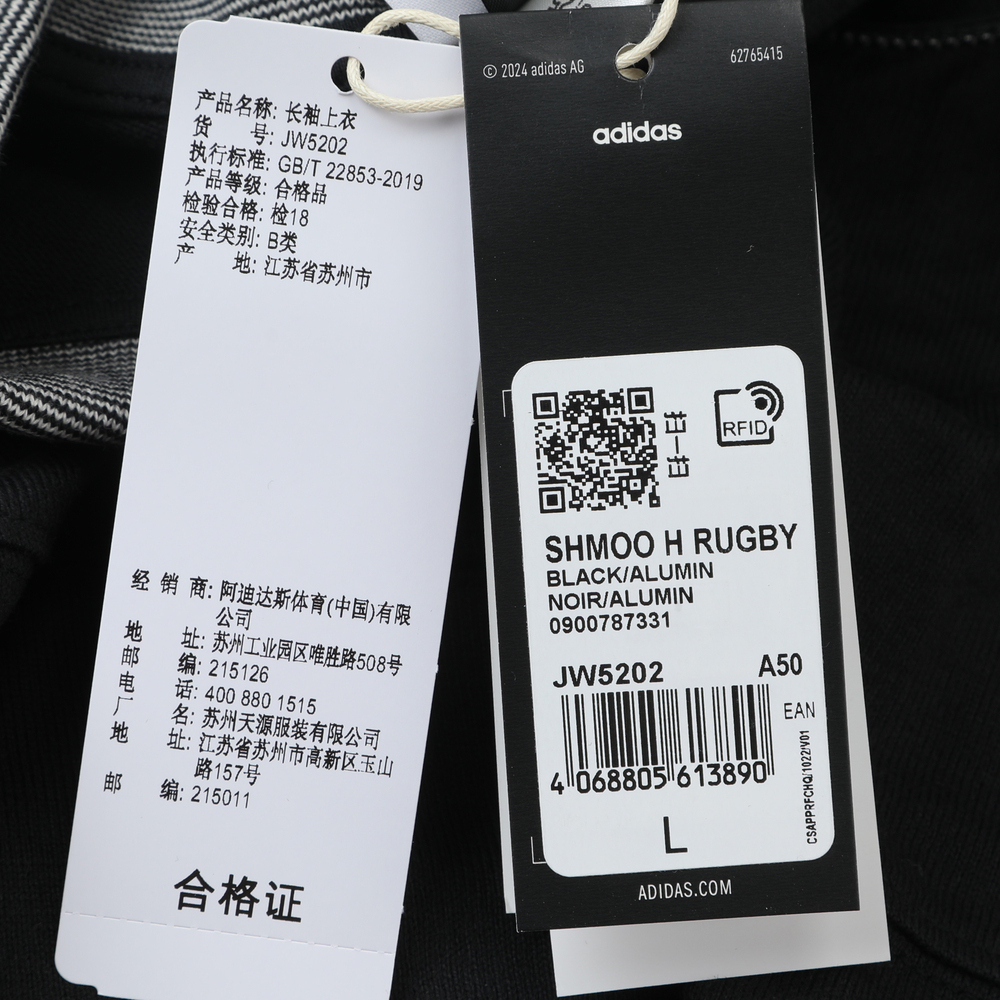 产品名称: 长袖上衣
货 号: JW5202
执行标准: GB/T 22853-2019
产品等级: 合格品
检验合格: 检18
安全类别: B类
产 地: 江苏省苏州市
经 销 商: 阿迪达斯体育(中国)有限
公司
地 址: 苏州工业园区唯胜路508号
邮 编: 215126
电 话: 400 880 1515
厂 名: 苏州天源服装有限公司
地 址: 江苏省苏州市高新区玉山
路157号
邮 编: 215011
合格证
© 2024 adidas AG
62765415
adidas
RFID
SHMOO H RUGBY
BLACK/ALUMIN
NOIR/ALUMIN
0900787331
JW5202 A50
EAN
4 068805 613890
CSAPPRFCHQ/1022/V01
L
ADIDAS.COM